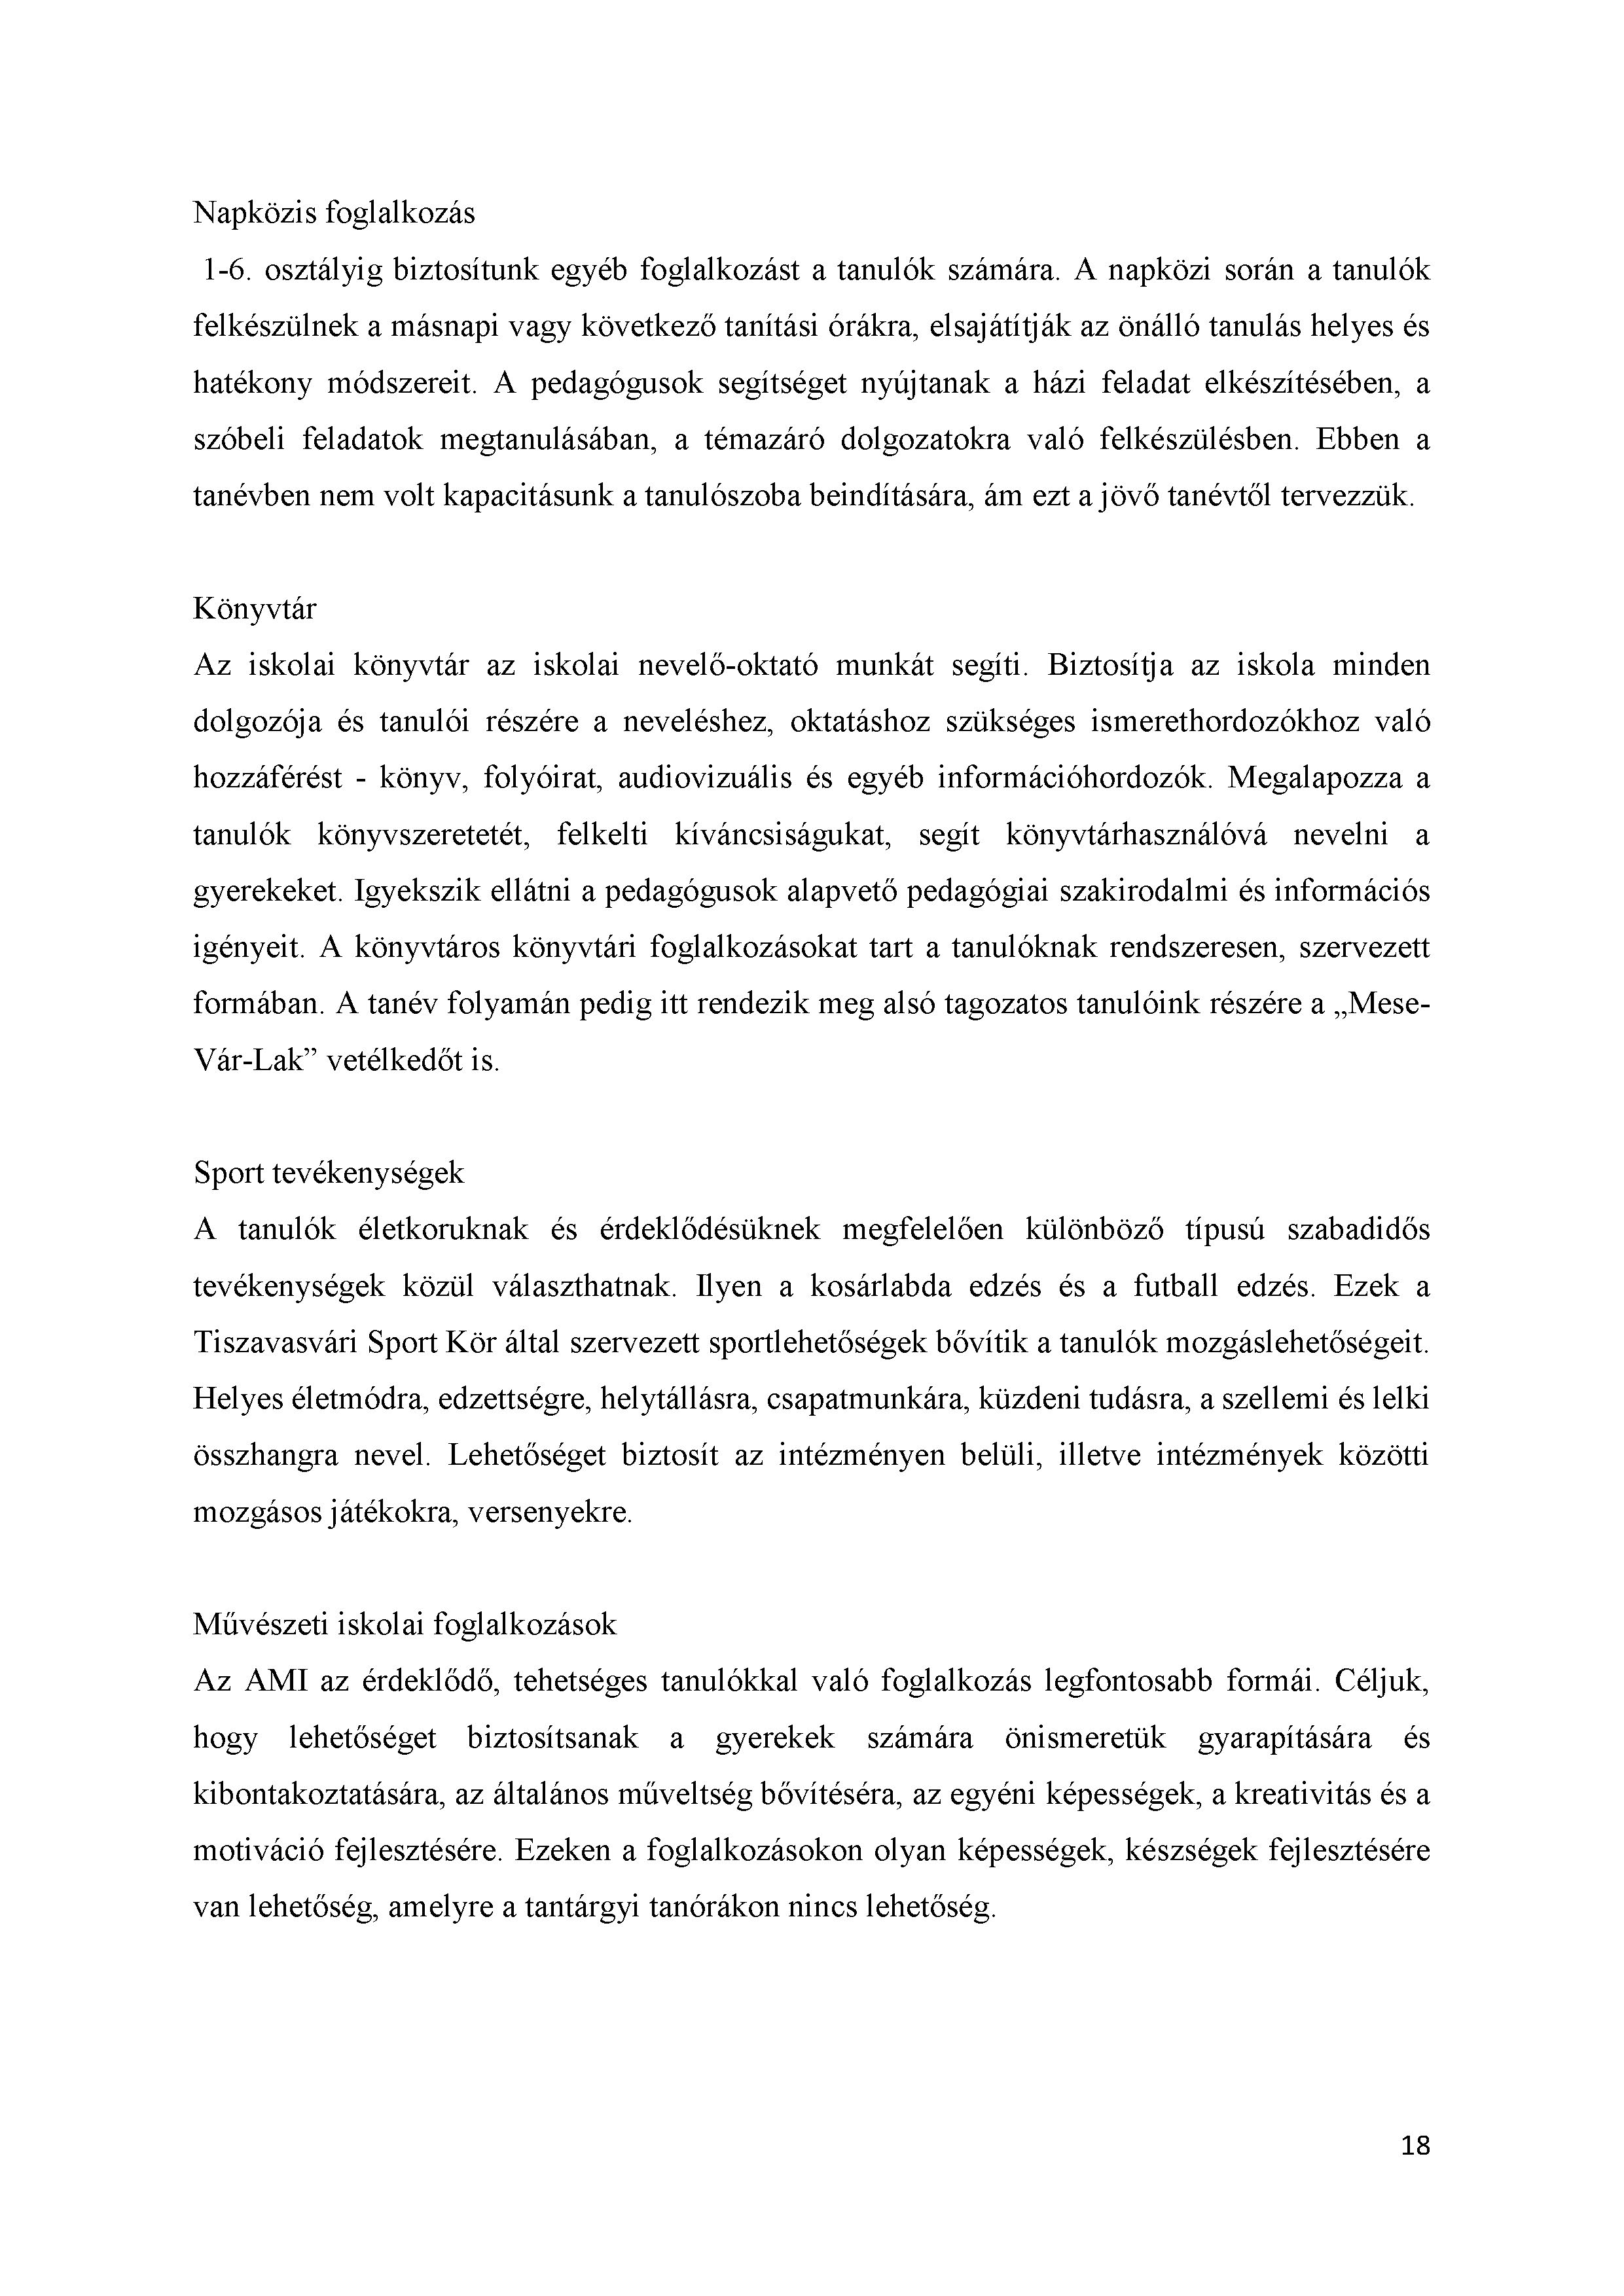 Napközis foglalkozás
1-6. osztályig biztosítunk egyéb foglalkozást a tanulók számára. A napközi során a tanulók
felkészülnek a másnapi vagy következő tanítási órákra, elsajátítják az önálló tanulás helyes és
hatékony módszereit. A pedagógusok segítséget nyújtanak a házi feladat elkészítésében, a
szóbeli feladatok megtanulásában, a témazáró dolgozatokra való felkészülésben. Ebben a
tanévben nem volt kapacitásunk a tanulószoba beindítására, ám ezt a jövő tanévtől tervezzük.
Könyvtár
Az iskolai könyvtár az iskolai nevelő-oktató munkát segíti. Biztosítja az iskola minden
dolgozója és tanulói részére a neveléshez, oktatáshoz szükséges ismerethordozókhoz való
hozzáférést - könyv, folyóirat, audiovizuális és egyéb információhordozók. Megalapozza a
tanulók könyvszeretetét, felkelti kíváncsiságukat, segít könyvtárhasználóvá nevelni a
gyerekeket. Igyekszik ellátni a pedagógusok alapvető pedagógiai szakirodalmi és információs
igényeit. A könyvtáros könyvtári foglalkozásokat tart a tanulóknak rendszeresen, szervezett
formában. A tanév folyamán pedig itt rendezik meg alsó tagozatos tanulóink részére a „Mese-
Vár-Lak” vetélkedőt is.
Sport tevékenységek
A tanulók életkoruknak és érdeklődésüknek megfelelően különböző típusú szabadidős
tevékenységek közül választhatnak. Ilyen a kosárlabda edzés és a futball edzés. Ezek a
Tiszavasvári Sport Kör által szervezett sportlehetőségek bővítik a tanulók mozgáslehetőségeit.
Helyes életmódra, edzettségre, helytállásra, csapatmunkára, küzdeni tudásra, a szellemi és lelki
összhangra nevel. Lehetőséget biztosít az intézményen belüli, illetve intézmények közötti
mozgásos játékokra, versenyekre.
Művészeti iskolai foglalkozások
Az AMI az érdeklődő, tehetséges tanulókkal való foglalkozás legfontosabb formái. Céljuk,
hogy lehetőséget biztosítsanak a gyerekek számára önismeretük gyarapítására és
kibontakoztatására, az általános műveltség bővítéséra, az egyéni képességek, a kreativitás és a
motiváció fejlesztésére. Ezeken a foglalkozásokon olyan képességek, készségek fejlesztésére
van lehetőség, amelyre a tantárgyi tanórákon nincs lehetőség.
18